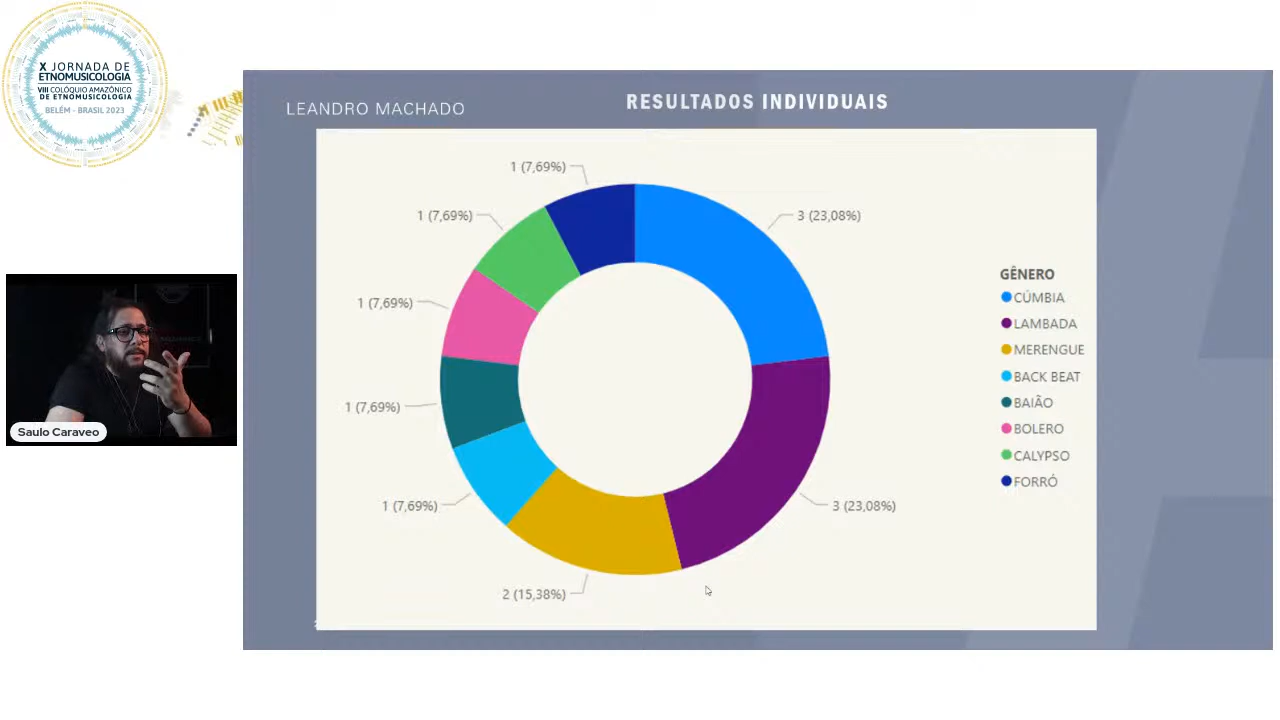 X JORNADA DE
ETNOMUSICOLOGIA
VIII COLÓQUIO AMAZÔNICO
DE ETNOMUSICOLOGIA
BELÉM - BRASIL 2023
LEANDRO MACHADO
RESULTADOS INDIVIDUAIS
1 (7,69%)
3 (23,08%)
1 (7,69%)
1 (7,69%)
1 (7,69%)
1 (7,69%)
3 (23,08%)
2 (15,38%)
GÊNERO
CÚMBIA
LAMBADA
MERENGUE
BACK BEAT
BAIÃO
BOLERO
CALYPSO
FORRÓ
Saulo Caraveo